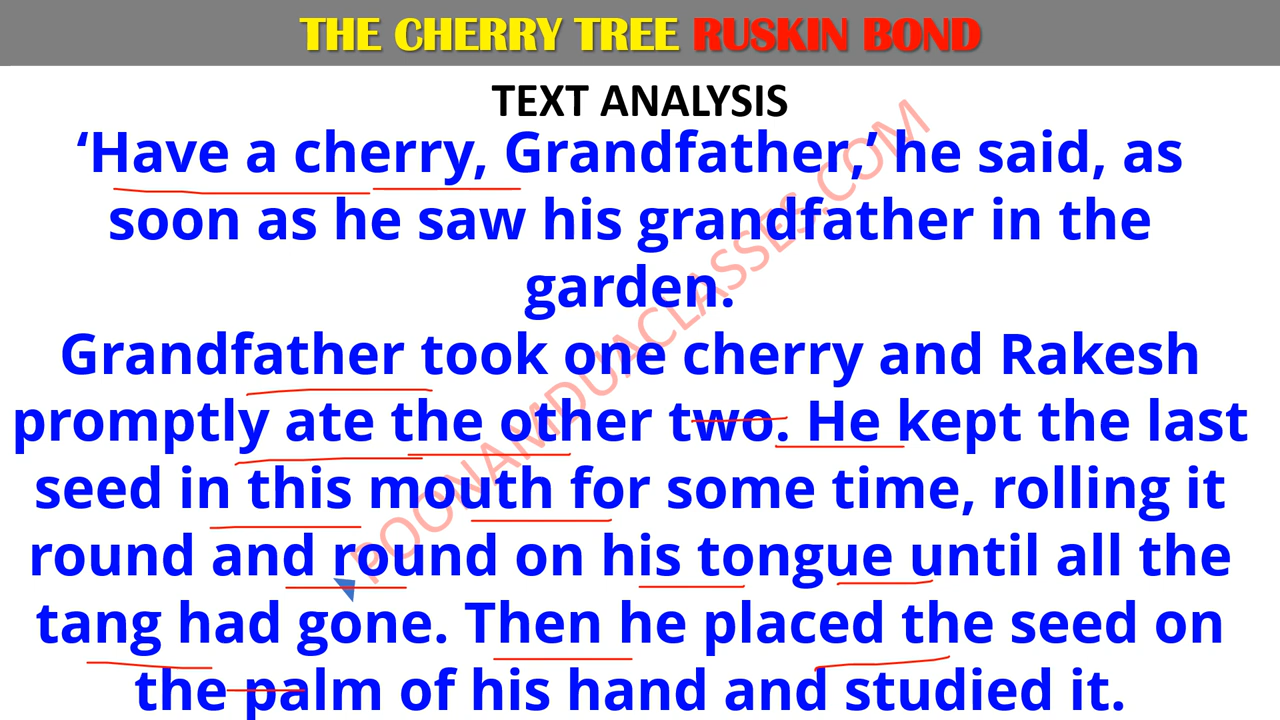 THE CHERRY TREE RUSKIN BOND
TEXT ANALYSIS
‘Have a cherry, Grandfather,’ he said, as
soon as he saw his grandfather in the
garden.
Grandfather took one cherry and Rakesh
promptly ate the other two. He kept the last
seed in this mouth for some time, rolling it
round and round on his tongue until all the
tang had gone. Then he placed the seed on
the palm of his hand and studied it.
POONAMDUACLASSES.COM